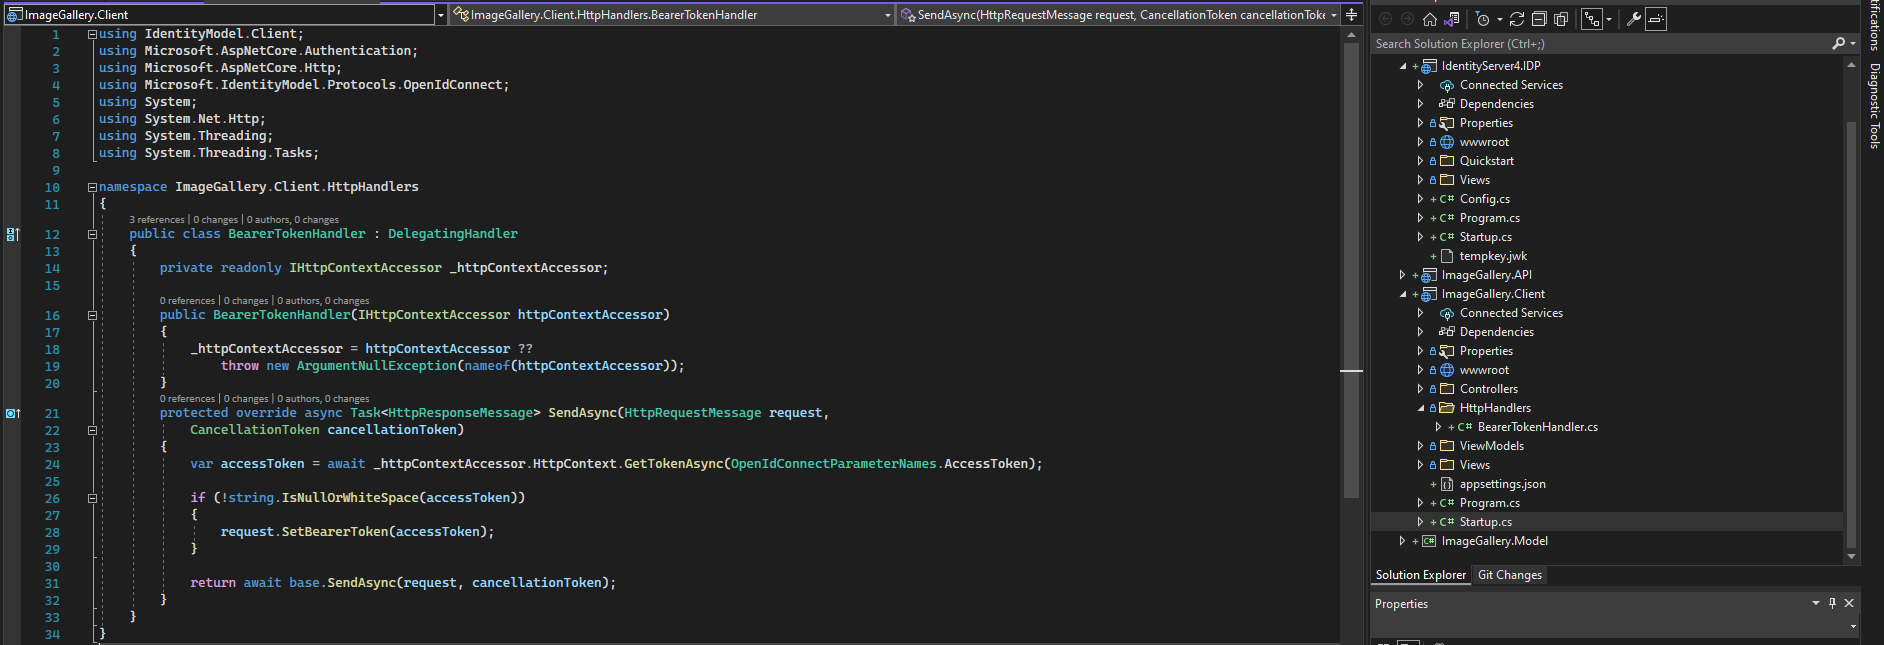 ImageGallery.Client
ImageGallery.Client.HttpHandlers.BearerTokenHandler
SendAsync(HttpRequestMessage request, CancellationToken cancellationToke
1 using IdentityModel.Client;
2 using Microsoft.AspNetCore.Authentication;
3 using Microsoft.AspNetCore.Http;
4 using Microsoft.IdentityModel.Protocols.OpenIdConnect;
5 using System;
6 using System.Net.Http;
7 using System.Threading;
8 using System.Threading.Tasks;
9
10 namespace ImageGallery.Client.HttpHandlers
11 {
3 references | 0 changes | 0 authors, 0 changes
12 public class BearerTokenHandler : DelegatingHandler
13 {
14 private readonly IHttpContextAccessor _httpContextAccessor;
15
0 references | 0 changes | 0 authors, 0 changes
16 public BearerTokenHandler(IHttpContextAccessor httpContextAccessor)
17 {
18 _httpContextAccessor = httpContextAccessor ??
19 throw new ArgumentNullException(nameof(httpContextAccessor));
20 }
0 references | 0 changes | 0 authors, 0 changes
21 protected override async Task<HttpResponseMessage> SendAsync(HttpRequestMessage request,
22 CancellationToken cancellationToken)
23 {
24 var accessToken = await _httpContextAccessor.HttpContext.GetTokenAsync(OpenIdConnectParameterNames.AccessToken);
25
26 if (!string.IsNullOrWhiteSpace(accessToken))
27 {
28 request.SetBearerToken(accessToken);
29 }
30
31 return await base.SendAsync(request, cancellationToken);
32 }
33 }
34 }
Search Solution Explorer (Ctrl+;)
IdentityServer4.IDP
Connected Services
Dependencies
Properties
wwwroot
Quickstart
Views
C# Config.cs
C# Program.cs
C# Startup.cs
tempkey.jwk
ImageGallery.API
ImageGallery.Client
Connected Services
Dependencies
Properties
wwwroot
Controllers
HttpHandlers
C# BearerTokenHandler.cs
ViewModels
Views
appsettings.json
C# Program.cs
C# Startup.cs
C# ImageGallery.Model
Solution Explorer
Git Changes
Properties
Diagnostic Tools